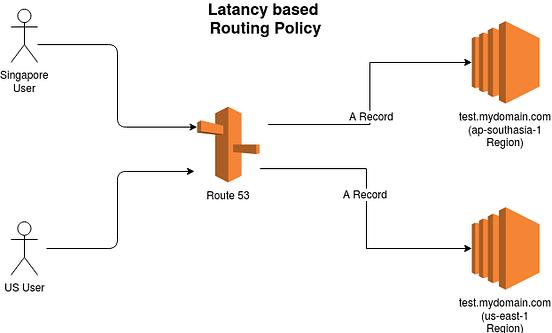 Latancy based
Routing Policy
Singapore
User
A Record
test.mydomain.com
(ap-southasia-1
Region)
Route 53
A Record
US User
test.mydomain.com
(us-east-1
Region)